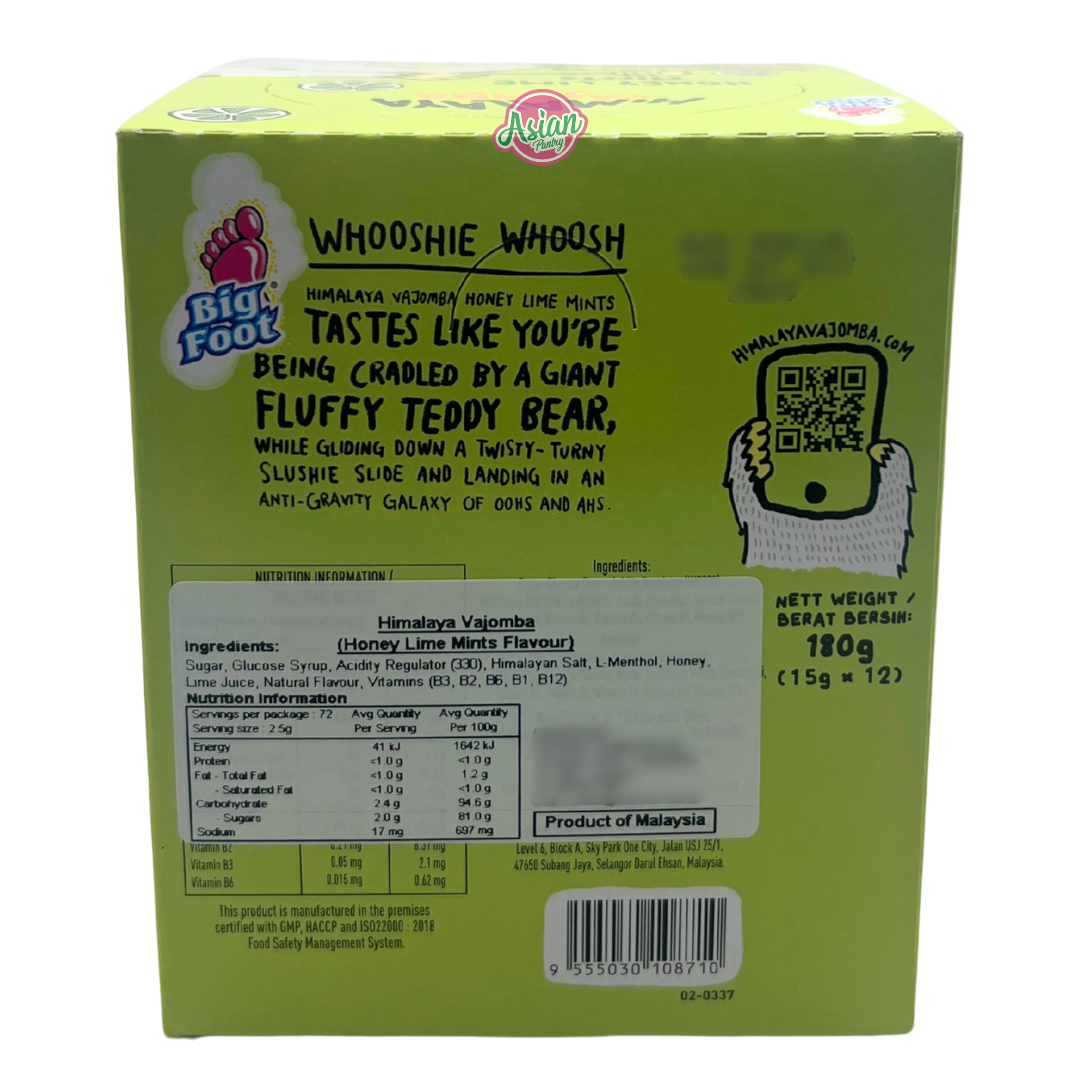 HIMALAYA
HONEY LIME
Asian
Pantry
Big
Foot
®
WHOOSHIE WHOOSH
HIMALAYA VAJOMBA HONEY LIME MINTS
TASTES LIKE YOU'RE
BEING CRADLED BY A GIANT
FLUFFY TEDDY BEAR,
WHILE GLIDING DOWN A TWISTY-TURNY
SLUSHIE SLIDE AND LANDING IN AN
ANTI-GRAVITY GALAXY OF OOHS AND AHS.
HIMALAYAVAJOMBA.COM
NETT WEIGHT /
BERAT BERSIH:
180g
(15g x 12)
NUTRITION INFORMATION /
Ingredients:
Himalaya Vajomba
(Honey Lime Mints Flavour)
Ingredients:
Sugar, Glucose Syrup, Acidity Regulator (330), Himalayan Salt, L-Menthol, Honey,
Lime Juice, Natural Flavour, Vitamins (B3, B2, B6, B1, B12)
Nutrition Information
Servings per package : 72 Avg Quantity Avg Quantity
Serving size : 2.5g Per Serving Per 100g
Energy 41 kJ 1642 kJ
Protein <1.0 g <1.0 g
Fat - Total Fat <1.0 g 1.2 g
- Saturated Fat <1.0 g <1.0 g
Carbohydrate 2.4 g 94.6 g
- Sugars 2.0 g 81.0 g
Sodium 17 mg 697 mg
Product of Malaysia
Vitamin B2
Vitamin B3 0.05 mg 2.1 mg
Vitamin B6 0.015 mg 0.62 mg
Level 6, Block A, Sky Park One City, Jalan USJ 25/1,
47650 Subang Jaya, Selangor Darul Ehsan, Malaysia.
This product is manufactured in the premises
certified with GMP, HACCP and ISO22000 : 2018
Food Safety Management System.
9 555030 108710
02-0337